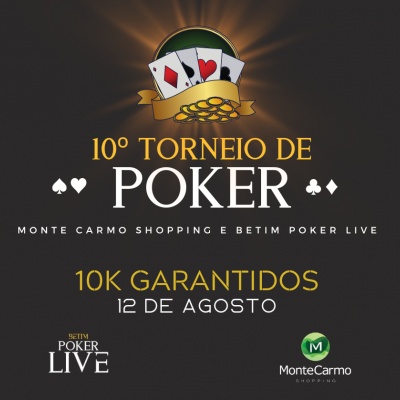 10º TORNEIO DE
POKER
MONTE CARMO SHOPPING E BETIM POKER LIVE
10K GARANTIDOS
12 DE AGOSTO
BETIM
POKER
LIVE
M
MonteCarmo
SHOPPING